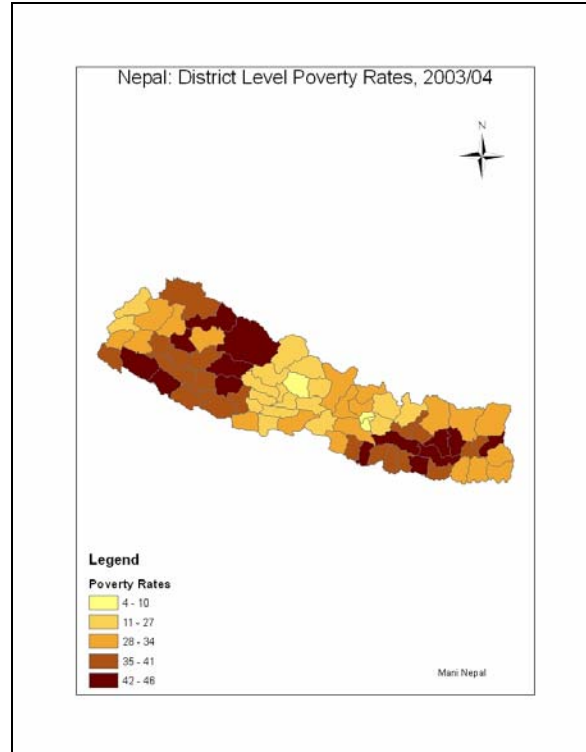 Nepal: District Level Poverty Rates, 2003/04
N
Legend
Poverty Rates
4 - 10
11 - 27
28 - 34
35 - 41
42 - 46
Mani Nepal